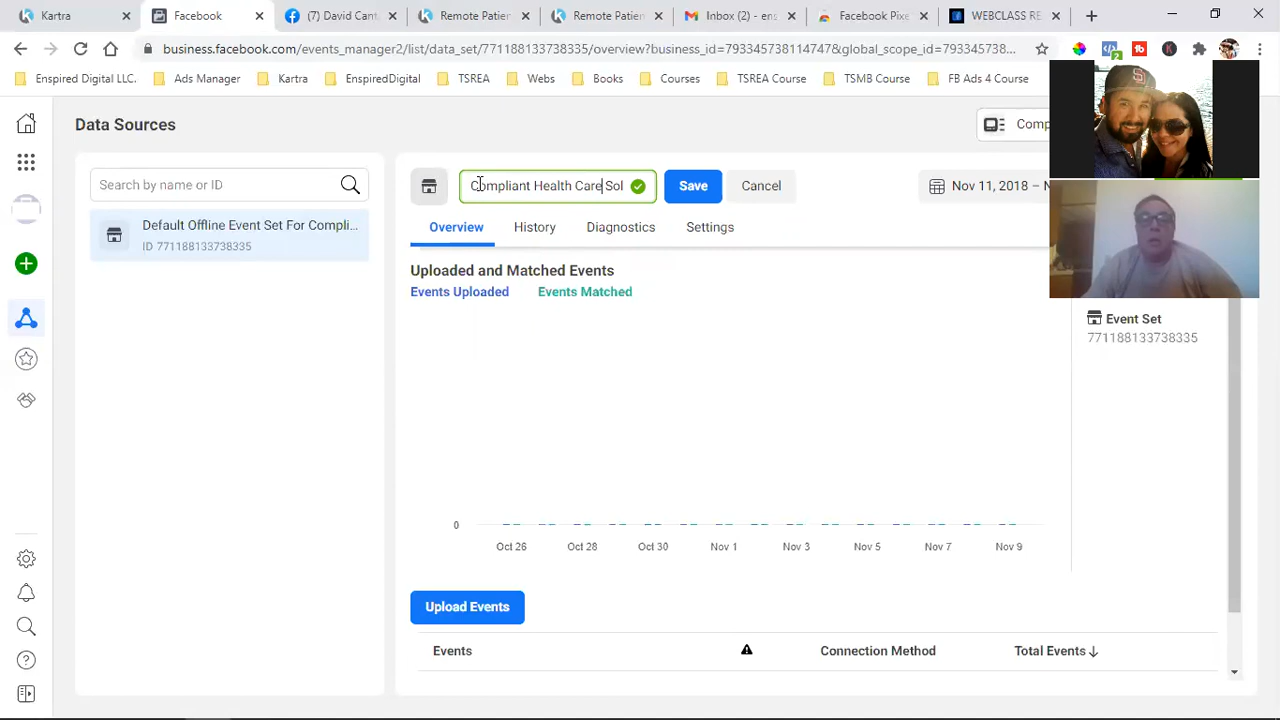 Kartra
Facebook
(7) David Cant
Remote Patie
Remote Patien
Inbox (2) - en
Facebook Pixe
WEBCLASS RE
business.facebook.com/events_manager2/list/data_set/771188133738335/overview?business_id=793345738114747&global_scope_id=793345738...
Enspired Digital LLC.
Ads Manager
Kartra
Enspired Digital
TSREA
Webs
Books
Courses
TSREA Course
TSMB Course
FB Ads 4 Course
Data Sources
Comp
Search by name or ID
Compliant Health Care Sol
Save
Cancel
Nov 11, 2018 – N
Default Offline Event Set For Compli...
ID 771188133738335
Overview
History
Diagnostics
Settings
Uploaded and Matched Events
Events Uploaded
Events Matched
Event Set
771188133738335
0
Oct 26
Oct 28
Oct 30
Nov 1
Nov 3
Nov 5
Nov 7
Nov 9
Upload Events
Events
Connection Method
Total Events